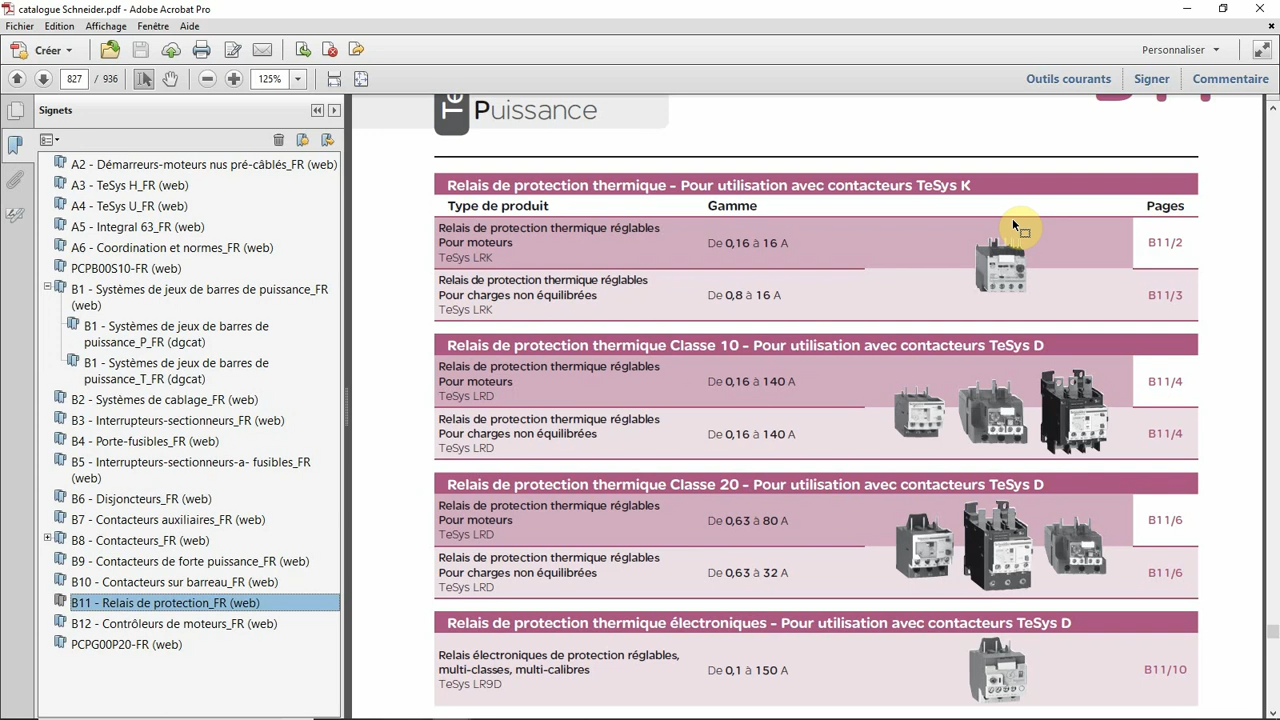 catalogue Schneider.pdf - Adobe Acrobat Pro
Fichier Edition Affichage Fenêtre Aide
Créer
Personnaliser
827 / 936
125%
Outils courants
Signer
Commentaire
Signets
A2 - Démarreurs-moteurs nus pré-câblés_FR (web)
A3 - TeSys H_FR (web)
A4 - TeSys U_FR (web)
A5 - Integral 63_FR (web)
A6 - Coordination et normes_FR (web)
PCPB00S10-FR (web)
B1 - Systèmes de jeux de barres de puissance_FR
(web)
B1 - Systèmes de jeux de barres de
puissance_P_FR (dgcat)
B1 - Systèmes de jeux de barres de
puissance_T_FR (dgcat)
B2 - Systèmes de cablage_FR (web)
B3 - Interrupteurs-sectionneurs_FR (web)
B4 - Porte-fusibles_FR (web)
B5 - Interrupteurs-sectionneurs-a- fusibles_FR
(web)
B6 - Disjoncteurs_FR (web)
B7 - Contacteurs auxiliaires_FR (web)
B8 - Contacteurs_FR (web)
B9 - Contacteurs de forte puissance_FR (web)
B10 - Contacteurs sur barreau_FR (web)
B11 - Relais de protection_FR (web)
B12 - Contrôleurs de moteurs_FR (web)
PCPG00P20-FR (web)
Puissance
Relais de protection thermique - Pour utilisation avec contacteurs TeSys K
Type de produit Gamme Pages
Relais de protection thermique réglables
Pour moteurs De 0,16 à 16 A B11/2
TeSys LRK
Relais de protection thermique réglables
Pour charges non équilibrées De 0,8 à 16 A B11/3
TeSys LRK
Relais de protection thermique Classe 10 - Pour utilisation avec contacteurs TeSys D
Relais de protection thermique réglables
Pour moteurs De 0,16 à 140 A B11/4
TeSys LRD
Relais de protection thermique réglables
Pour charges non équilibrées De 0,16 à 140 A B11/4
TeSys LRD
Relais de protection thermique Classe 20 - Pour utilisation avec contacteurs TeSys D
Relais de protection thermique réglables
Pour moteurs De 0,63 à 80 A B11/6
TeSys LRD
Relais de protection thermique réglables
Pour charges non équilibrées De 0,63 à 32 A B11/6
TeSys LRD
Relais de protection thermique électroniques - Pour utilisation avec contacteurs TeSys D
Relais électroniques de protection réglables,
multi-classes, multi-calibres De 0,1 à 150 A B11/10
TeSys LR9D